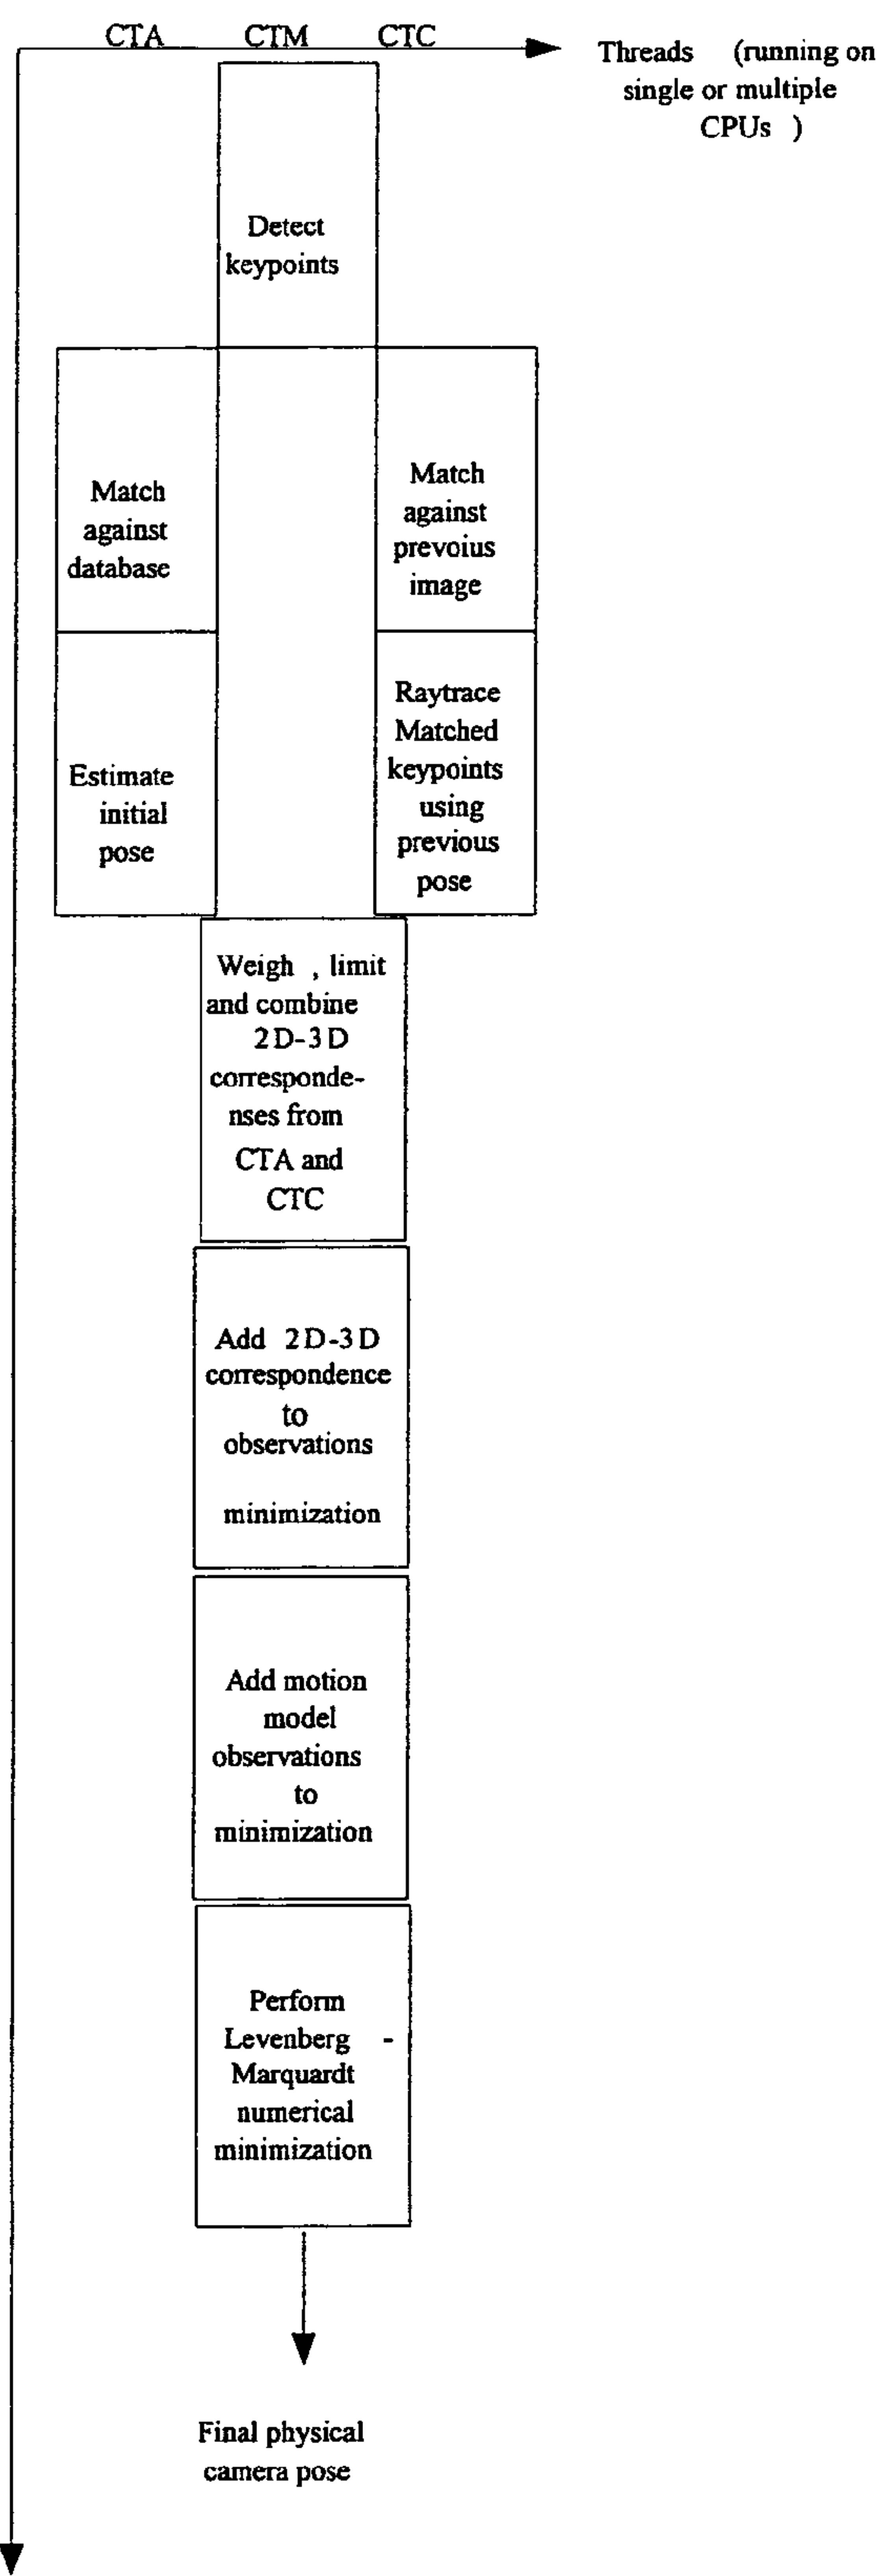 CTA CTM CTC
Threads (running on
single or multiple
CPUs )
Detect
keypoints
Match
against
database
Match
against
prevoius
image
Estimate
initial
pose
Raytrace
Matched
keypoints
using
previous
pose
Weigh , limit
and combine
2D-3D
corresponde-
nses from
CTA and
CTC
Add 2D-3D
correspondence
to
observations
minimization
Add motion
model
observations
to
minimization
Perform
Levenberg -
Marquardt
numerical
minimization
Final physical
camera pose